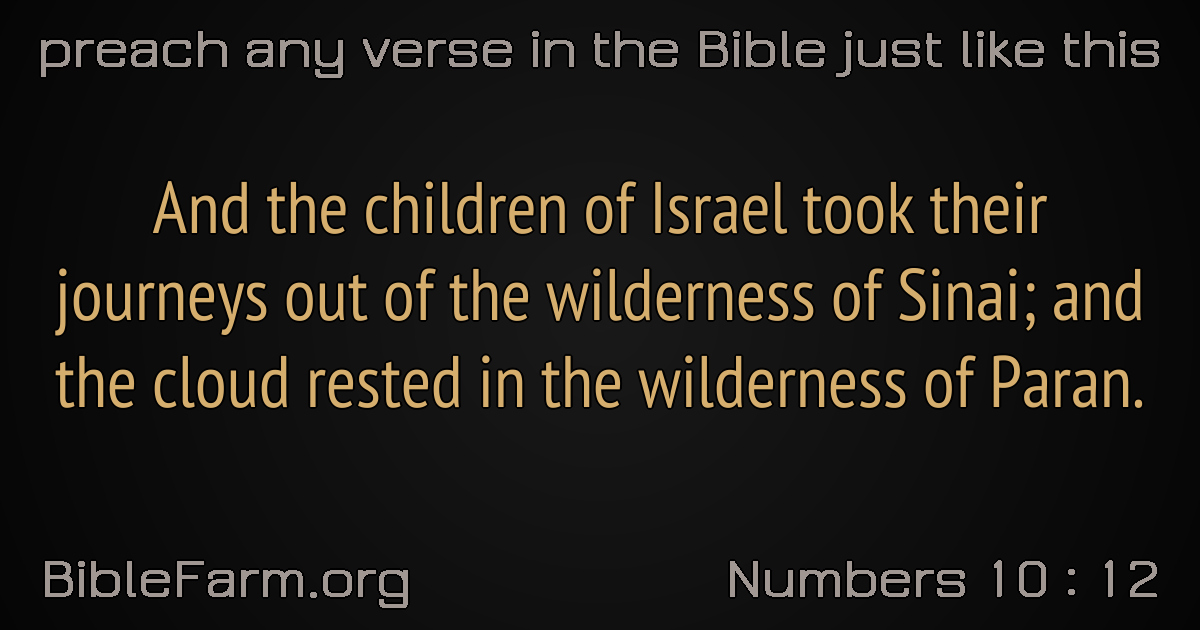 preach any verse in the Bible just like this
And the children of Israel took their
journeys out of the wilderness of Sinai; and
the cloud rested in the wilderness of Paran.
BibleFarm.org
Numbers 10 : 12